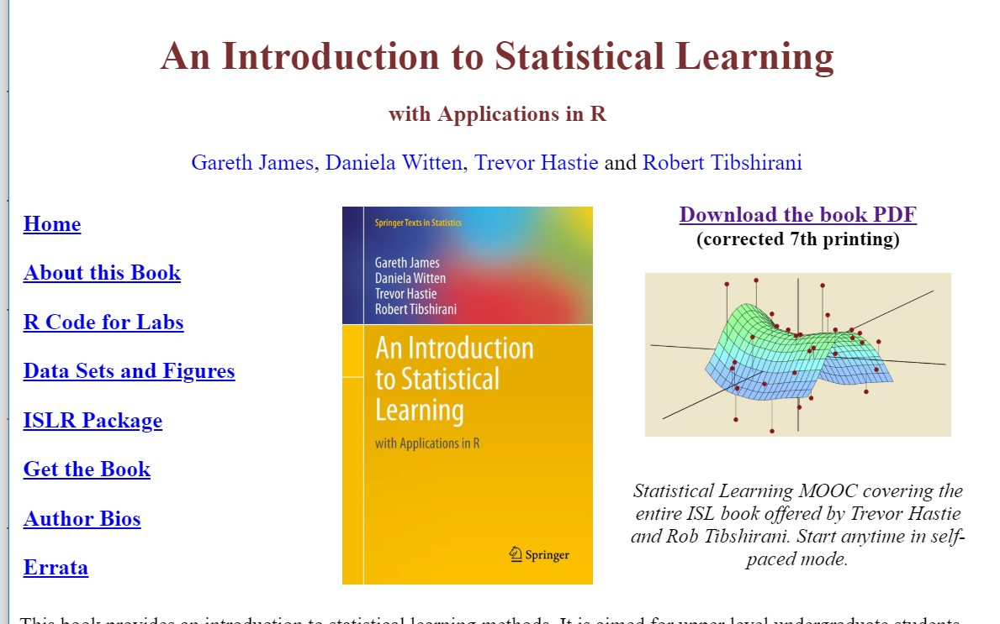 An Introduction to Statistical Learning
with Applications in R
Gareth James, Daniela Witten, Trevor Hastie and Robert Tibshirani
Home
About this Book
R Code for Labs
Data Sets and Figures
ISLR Package
Get the Book
Author Bios
Errata
Springer Texts in Statistics
Gareth James
Daniela Witten
Trevor Hastie
Robert Tibshirani
An Introduction
to Statistical
Learning
with Applications in R
Springer
Download the book PDF
(corrected 7th printing)
Statistical Learning MOOC covering the
entire ISL book offered by Trevor Hastie
and Rob Tibshirani. Start anytime in self-
paced mode.
This book provides an introduction to statistical learning methods. It is aimed for upper level undergraduate students,